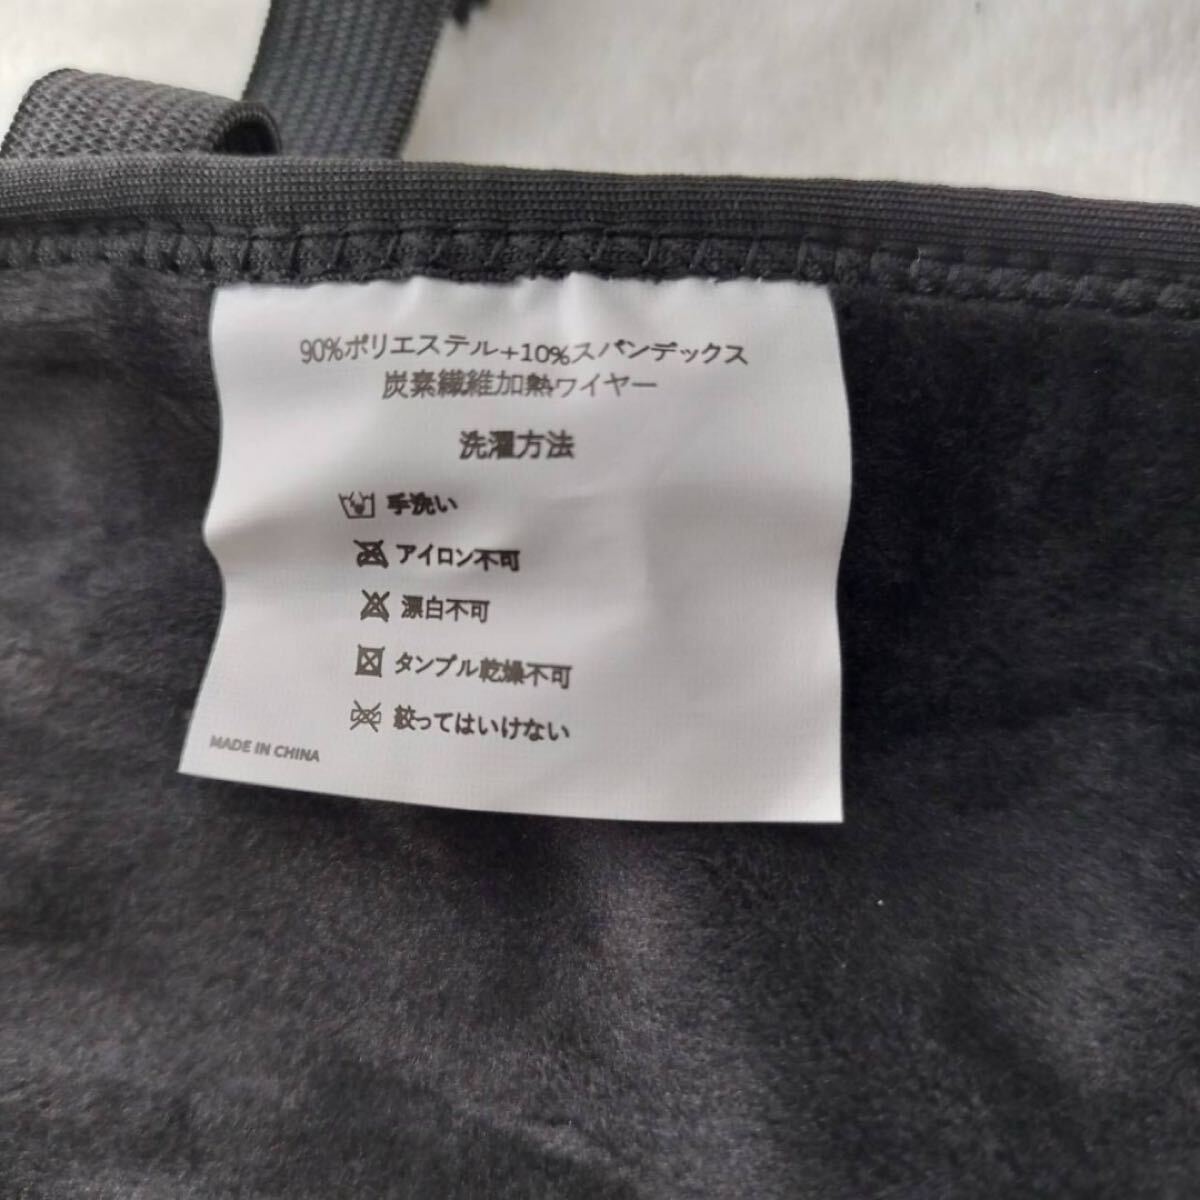 90%ポリエステル+10%スパンデックス
炭素繊維加熱ワイヤー
洗濯方法
手洗い
アイロン不可
漂白不可
タンプル乾燥不可
絞ってはいけない
MADE IN CHINA